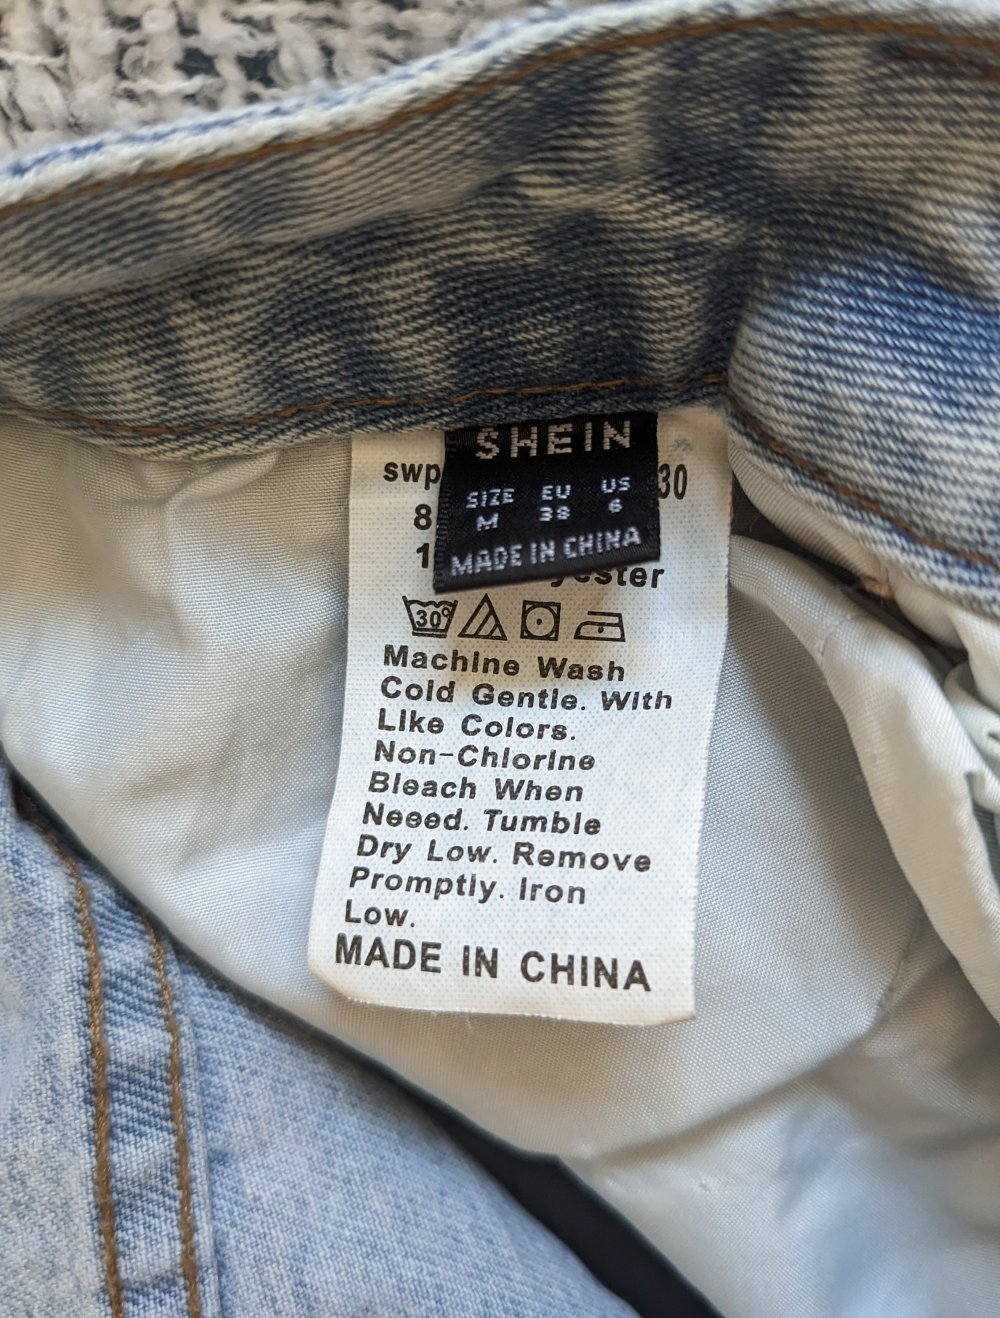 SHEIN
SIZE EU US
M 38 6
MADE IN CHINA
swp 30
8
1
yester
30°
Machine Wash
Cold Gentle. With
Like Colors.
Non-Chlorine
Bleach When
Neeed. Tumble
Dry Low. Remove
Promptly. Iron
Low.
MADE IN CHINA